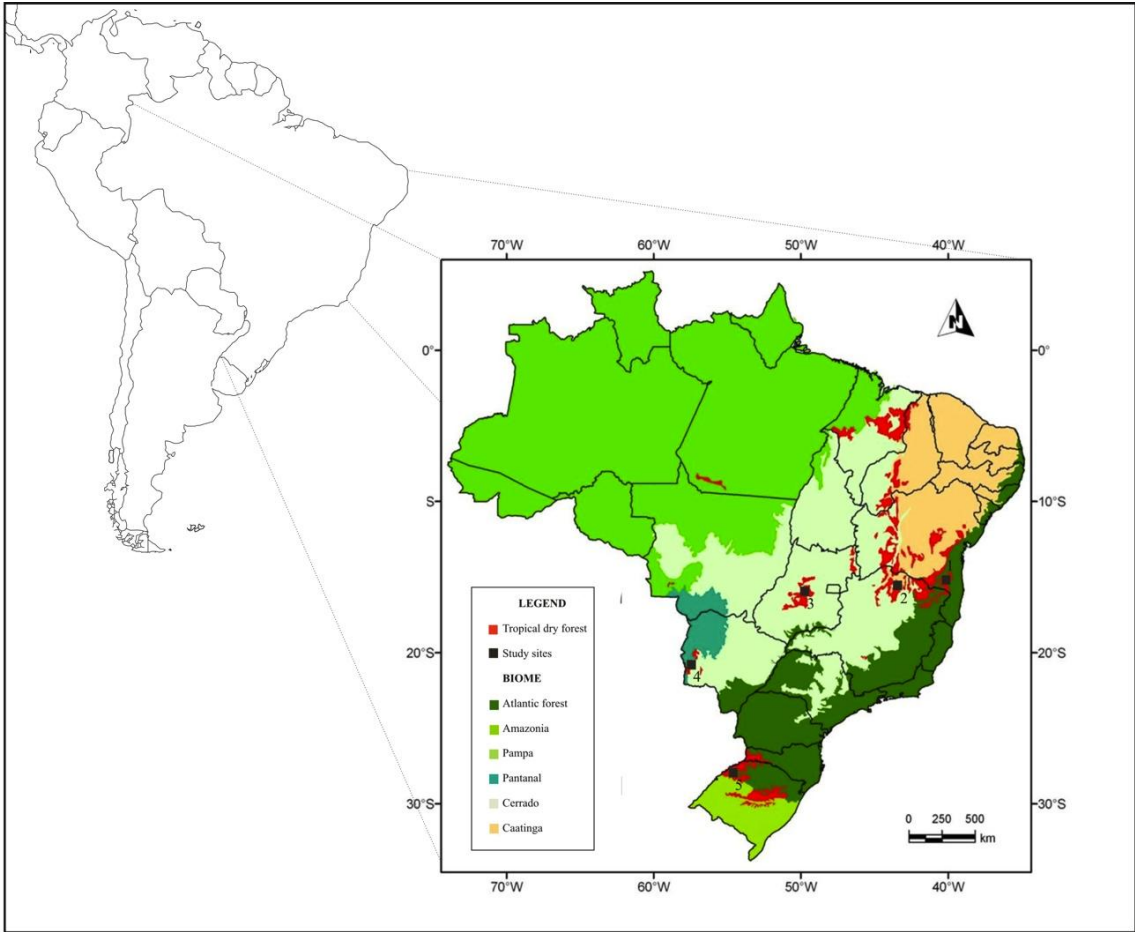 70°W 60°W 50°W 40°W
N
0° 0°
S 10°S
20°S 20°S
30°S 30°S
2
3
4
5
LEGEND
Tropical dry forest
Study sites
BIOME
Atlantic forest
Amazonia
Pampa
Pantanal
Cerrado
Caatinga
0 250 500
km
70°W 60°W 50°W 40°W